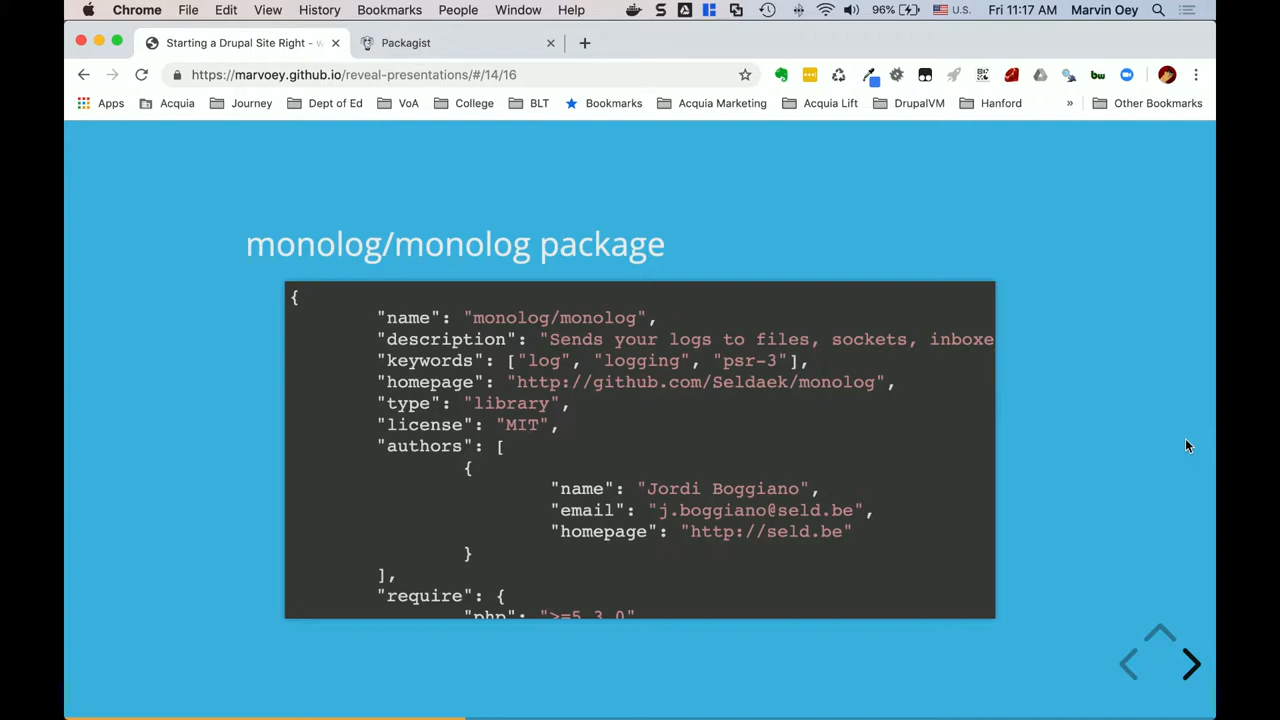 Chrome File Edit View History Bookmarks People Window Help 96% U.S. Fri 11:17 AM Marvin Oey
Starting a Drupal Site Right - Packagist
https://marvoey.github.io/reveal-presentations/#/14/16
Apps Acquia Journey Dept of Ed VoA College BLT Bookmarks Acquia Marketing Acquia Lift DrupalVM Hanford » Other Bookmarks
monolog/monolog package
{
"name": "monolog/monolog",
"description": "Sends your logs to files, sockets, inboxe
"keywords": ["log", "logging", "psr-3"],
"homepage": "http://github.com/Seldaek/monolog",
"type": "library",
"license": "MIT",
"authors": [
{
"name": "Jordi Boggiano",
"email": "j.boggiano@seld.be",
"homepage": "http://seld.be"
}
],
"require": {
"php": ">=5.3.0"